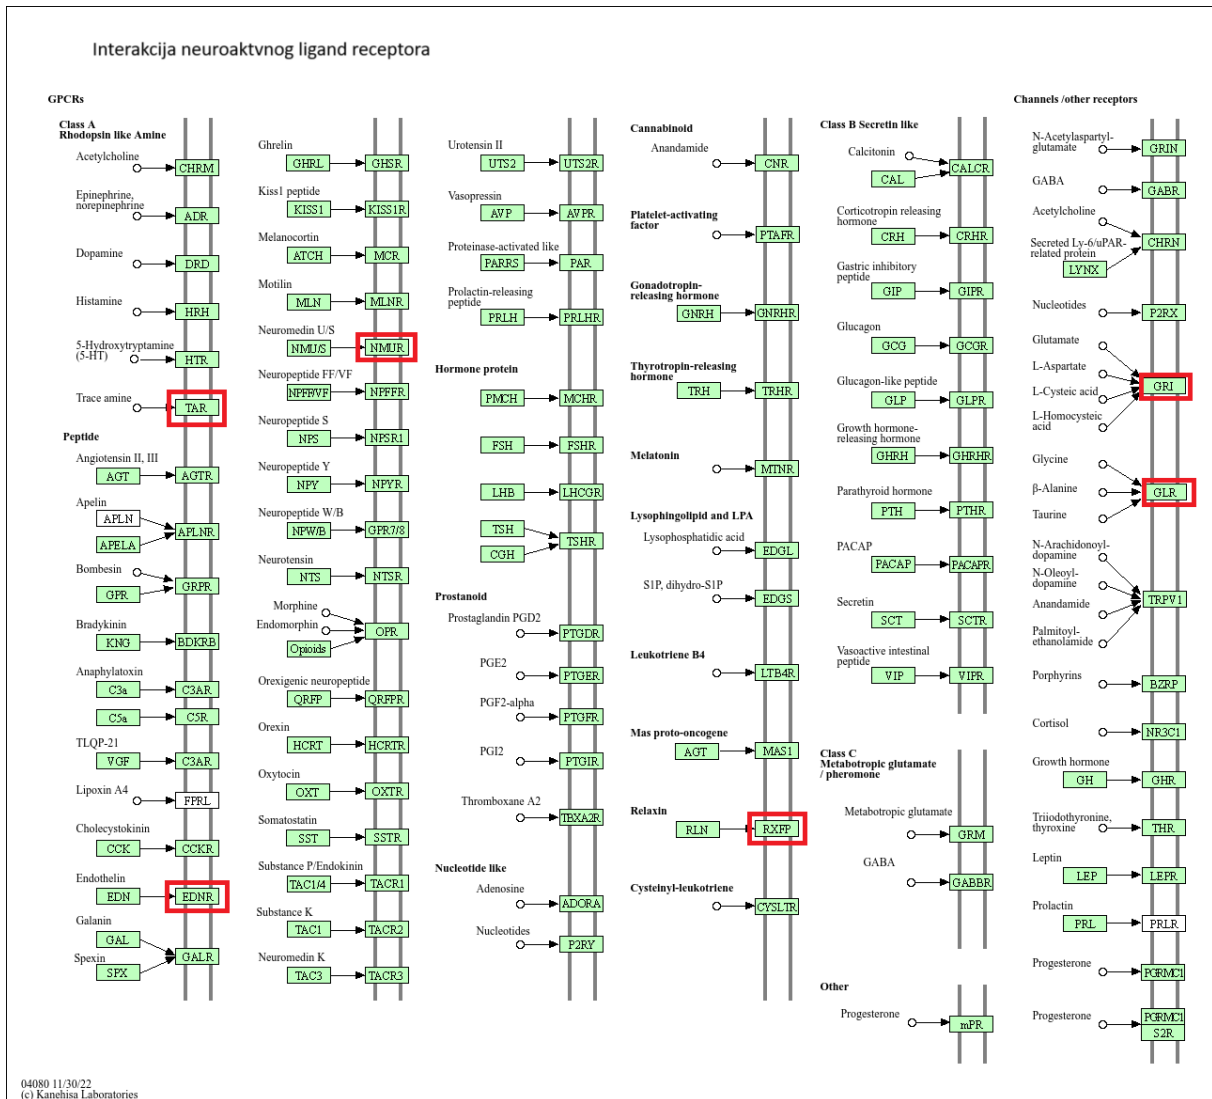 Interakcija neuroaktvnog ligand receptora
GPCRs
Class A
Rhodopsin like Amine
Acetylcholine
CHRM
Epinephrine,
norepinephrine
ADR
Dopamine
DRD
Histamine
HRH
5-Hydroxytryptamine
(5-HT)
HTR
Trace amine
TAR
Peptide
Angiotensin II, III
AGT
AGTR
Apelin
APLN
APELA
APLNR
Bombesin
GPR
GRPR
Bradykinin
KNG
BDKRB
Anaphylatoxin
C3a
C3AR
C5a
C5R
TLQP-21
VGF
C3AR
Lipoxin A4
FPRL
Cholecystokinin
CCK
CCKR
Endothelin
EDN
EDNR
Galanin
GAL
Spexin
SPX
GALR
Ghrelin
GHRL
GHSR
Kiss1 peptide
KISS1
KISS1R
Melanocortin
ATCH
MCR
Motilin
MLN
MLNR
Neuromedin U/S
NMU/S
NMUR
Neuropeptide FF/VF
NPFF/VF
NPFFR
Neuropeptide S
NPS
NPSR1
Neuropeptide Y
NPY
NPYR
Neuropeptide W/B
NPW/B
GPR7/8
Neurotensin
NTS
NTSR
Morphine
Endomorphin
Opioids
OPR
Orexigenic neuropeptide
QRFP
QRFPR
Orexin
HCRT
HCRTR
Oxytocin
OXT
OXTR
Somatostatin
SST
SSTR
Substance P/Endokinin
TAC1/4
TACR1
Substance K
TAC1
TACR2
Neuromedin K
TAC3
TACR3
Urotensin II
UTS2
UTS2R
Vasopressin
AVP
AVPR
Proteinase-activated like
PARRS
PAR
Prolactin-releasing
peptide
PRLH
PRLHR
Hormone protein
PMCH
MCHR
FSH
FSHR
LHB
LHCGR
TSH
CGH
TSHR
Prostanoid
Prostaglandin PGD2
PTGDR
PGE2
PTGER
PGF2-alpha
PTGFR
PGI2
PTGIR
Thromboxane A2
TBXA2R
Nucleotide like
Adenosine
ADORA
Nucleotides
P2RY
Cannabinoid
Anandamide
CNR
Platelet-activating
factor
PTAFR
Gonadotropin-
releasing hormone
GNRH
GNRHR
Thyrotropin-releasing
hormone
TRH
TRHR
Melatonin
MTNR
Lysophingolipid and LPA
Lysophosphatidic acid
EDGL
S1P, dihydro-S1P
EDGS
Leukotriene B4
LTB4R
Mas proto-oncogene
AGT
MAS1
Relaxin
RLN
RXFP
Cysteinyl-leukotriene
CYSLTR
Class B Secretin like
Calcitonin
CAL
CALCR
Corticotropin releasing
hormone
CRH
CRHR
Gastric inhibitory
peptide
GIP
GIPR
Glucagon
GCG
GCGR
Glucagon-like peptide
GLP
GLPR
Growth hormone-
releasing hormone
GHRH
GHRHR
Parathyroid hormone
PTH
PTHR
PACAP
PACAP
PACAPR
Secretin
SCT
SCTR
Vasoactive intestinal
peptide
VIP
VIPR
Class C
Metabotropic glutamate
/ pheromone
Metabotropic glutamate
GRM
GABA
GABBR
Other
Progesterone
mPR
Channels /other receptors
N-Acetylaspartyl-
glutamate
GRIN
GABA
GABR
Acetylcholine
Secreted Ly-6/uPAR-
related protein
LYNX
CHRN
Nucleotides
P2RX
Glutamate
L-Aspartate
L-Cysteic acid
L-Homocysteic
acid
GRI
Glycine
β-Alanine
Taurine
GLR
N-Arachidonoyl-
dopamine
N-Oleoyl-
dopamine
Anandamide
Palmitoyl-
ethanolamide
TRPV1
Porphyrins
BZRP
Cortisol
NR3C1
Growth hormone
GH
GHR
Triiodothyronine,
thyroxine
THR
Leptin
LEP
LEPR
Prolactin
PRL
PRLR
Progesterone
PGRMC1
Progesterone
PGRMC1
S2R
04080 11/30/22
(c) Kanehisa Laboratories